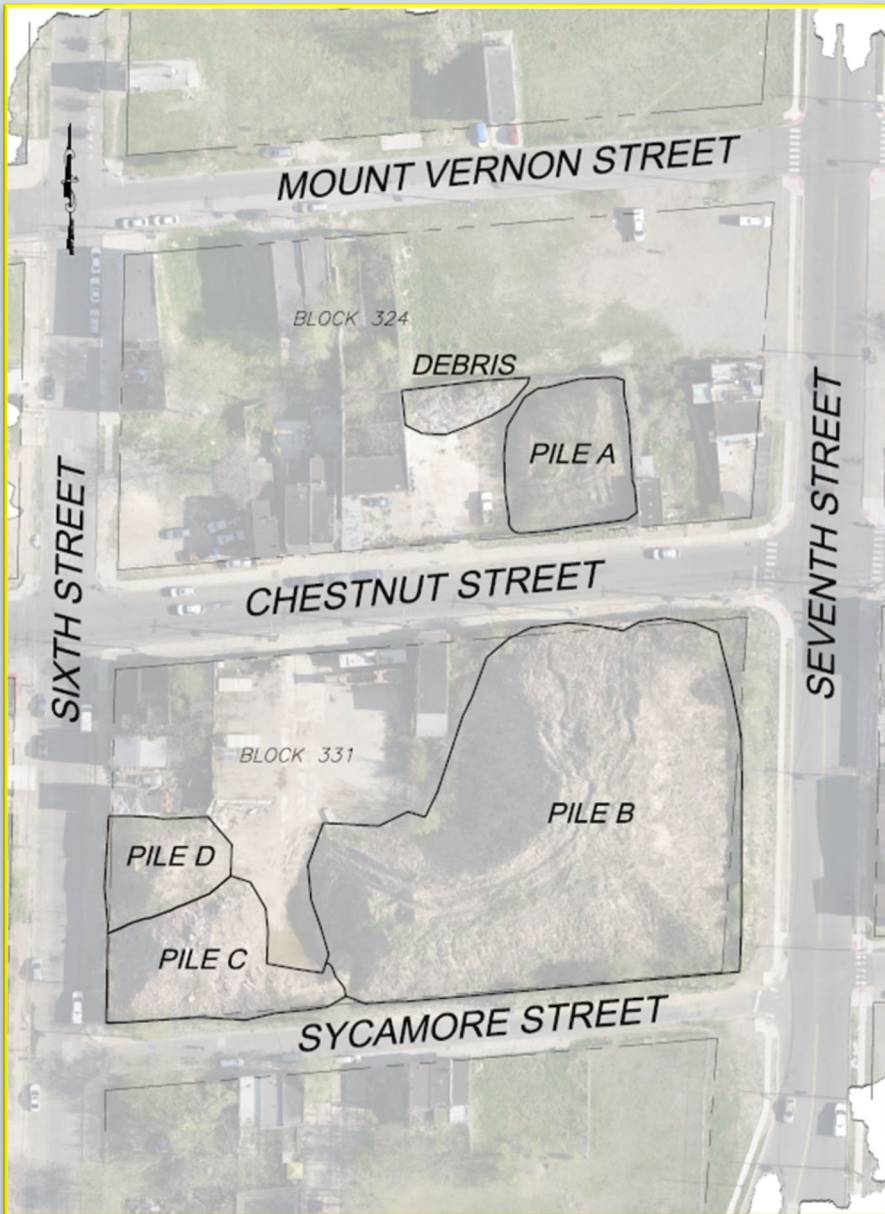 MOUNT VERNON STREET
BLOCK 324
DEBRIS
PILE A
SIXTH STREET
SEVENTH STREET
CHESTNUT STREET
BLOCK 331
PILE B
PILE D
PILE C
SYCAMORE STREET